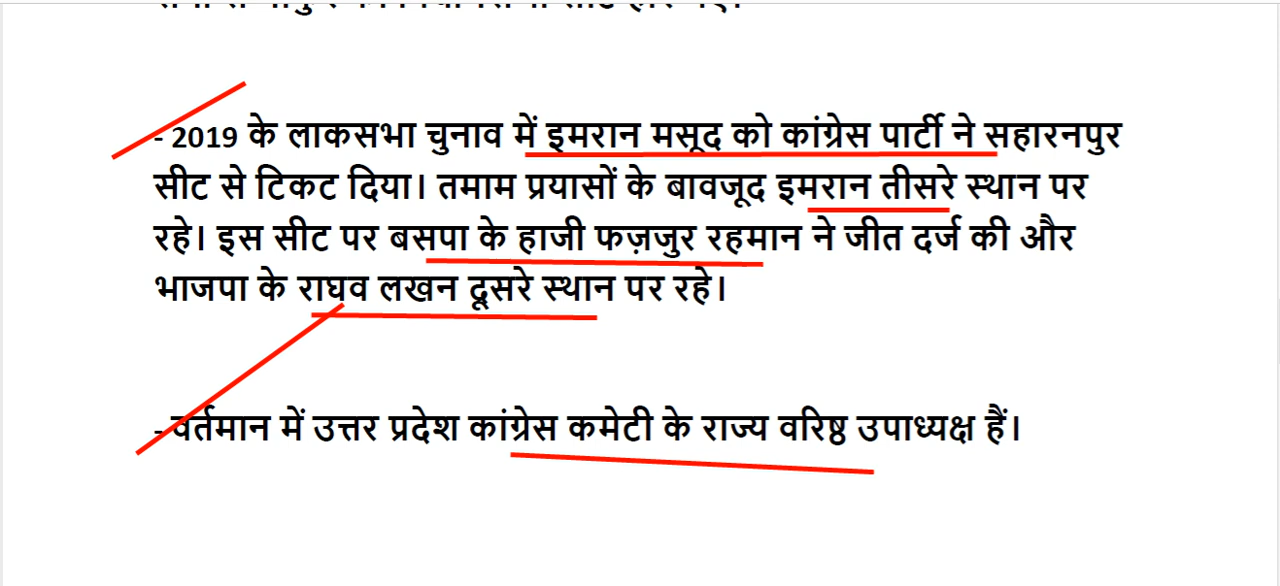 - 2019 के लाकसभा चुनाव में इमरान मसूद को कांग्रेस पार्टी ने सहारनपुर
सीट से टिकट दिया। तमाम प्रयासों के बावजूद इमरान तीसरे स्थान पर
रहे। इस सीट पर बसपा के हाजी फज़जुर रहमान ने जीत दर्ज की और
भाजपा के राघव लखन दूसरे स्थान पर रहे।
- वर्तमान में उत्तर प्रदेश कांग्रेस कमेटी के राज्य वरिष्ठ उपाध्यक्ष हैं।